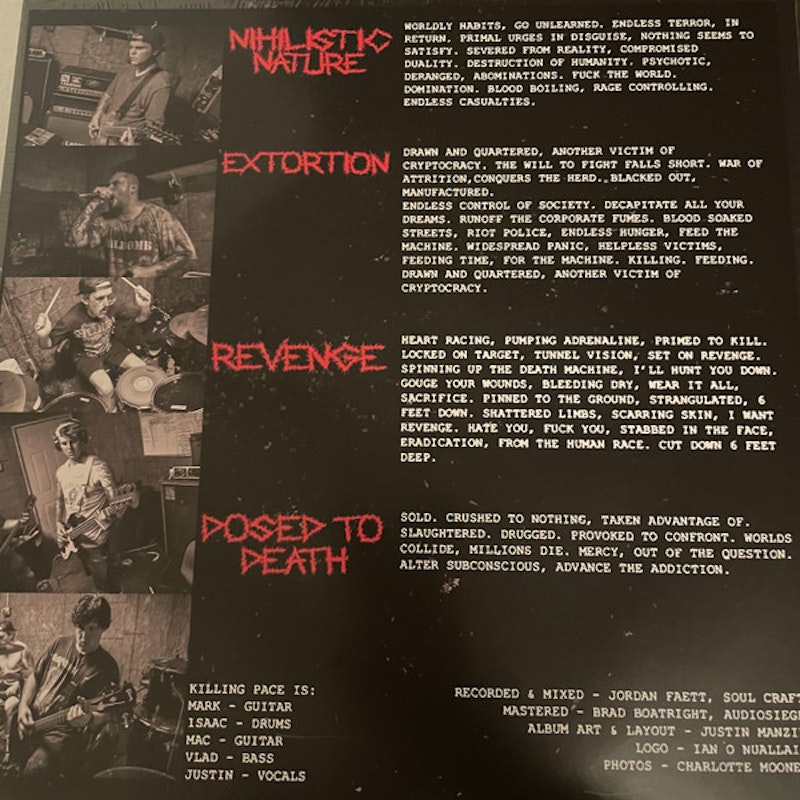 NIHILISTIC
NATURE
WORLDLY HABITS, GO UNLEARNED. ENDLESS TERROR, IN
RETURN. PRIMAL URGES IN DISGUISE, NOTHING SEEMS TO
SATISFY. SEVERED FROM REALITY, COMPROMISED
DUALITY. DESTRUCTION OF HUMANITY. PSYCHOTIC,
DERANGED, ABOMINATIONS. FUCK THE WORLD.
DOMINATION. BLOOD BOILING, RAGE CONTROLLING.
ENDLESS CASUALTIES.
EXTORTION
DRAWN AND QUARTERED, ANOTHER VICTIM OF
CRYPTOCRACY. THE WILL TO FIGHT FALLS SHORT. WAR OF
ATTRITION,CONQUERS THE HERD. BLACKED OUT,
MANUFACTURED.
ENDLESS CONTROL OF SOCIETY. DECAPITATE ALL YOUR
DREAMS. RUNOFF THE CORPORATE FUMES. BLOOD SOAKED
STREETS, RIOT POLICE, ENDLESS HUNGER, FEED THE
MACHINE. WIDESPREAD PANIC, HELPLESS VICTIMS,
FEEDING TIME, FOR THE MACHINE. KILLING. FEEDING.
DRAWN AND QUARTERED, ANOTHER VICTIM OF
CRYPTOCRACY.
REVENGE
HEART RACING, PUMPING ADRENALINE, PRIMED TO KILL.
LOCKED ON TARGET, TUNNEL VISION, SET ON REVENGE.
SPINNING UP THE DEATH MACHINE, I'LL HUNT YOU DOWN.
GOUGE YOUR WOUNDS, BLEEDING DRY, WEAR IT ALL,
SACRIFICE. PINNED TO THE GROUND, STRANGULATED, 6
FEET DOWN. SHATTERED LIMBS, SCARRING SKIN, I WANT
REVENGE. HATE YOU, FUCK YOU, STABBED IN THE FACE,
ERADICATION, FROM THE HUMAN RACE. CUT DOWN 6 FEET
DEEP.
DOSED TO
DEATH
SOLD. CRUSHED TO NOTHING, TAKEN ADVANTAGE OF.
SLAUGHTERED. DRUGGED. PROVOKED TO CONFRONT. WORLDS
COLLIDE, MILLIONS DIE. MERCY, OUT OF THE QUESTION.
ALTER SUBCONSCIOUS, ADVANCE THE ADDICTION.
KILLING PACE IS:
MARK - GUITAR
ISAAC - DRUMS
MAC - GUITAR
VLAD - BASS
JUSTIN - VOCALS
RECORDED & MIXED - JORDAN FAETT, SOUL CRAFT
MASTERED - BRAD BOATRIGHT, AUDIOSIEGE
ALBUM ART & LAYOUT - JUSTIN MANZI
LOGO - IAN O NUALLAI
PHOTOS - CHARLOTTE MOONE